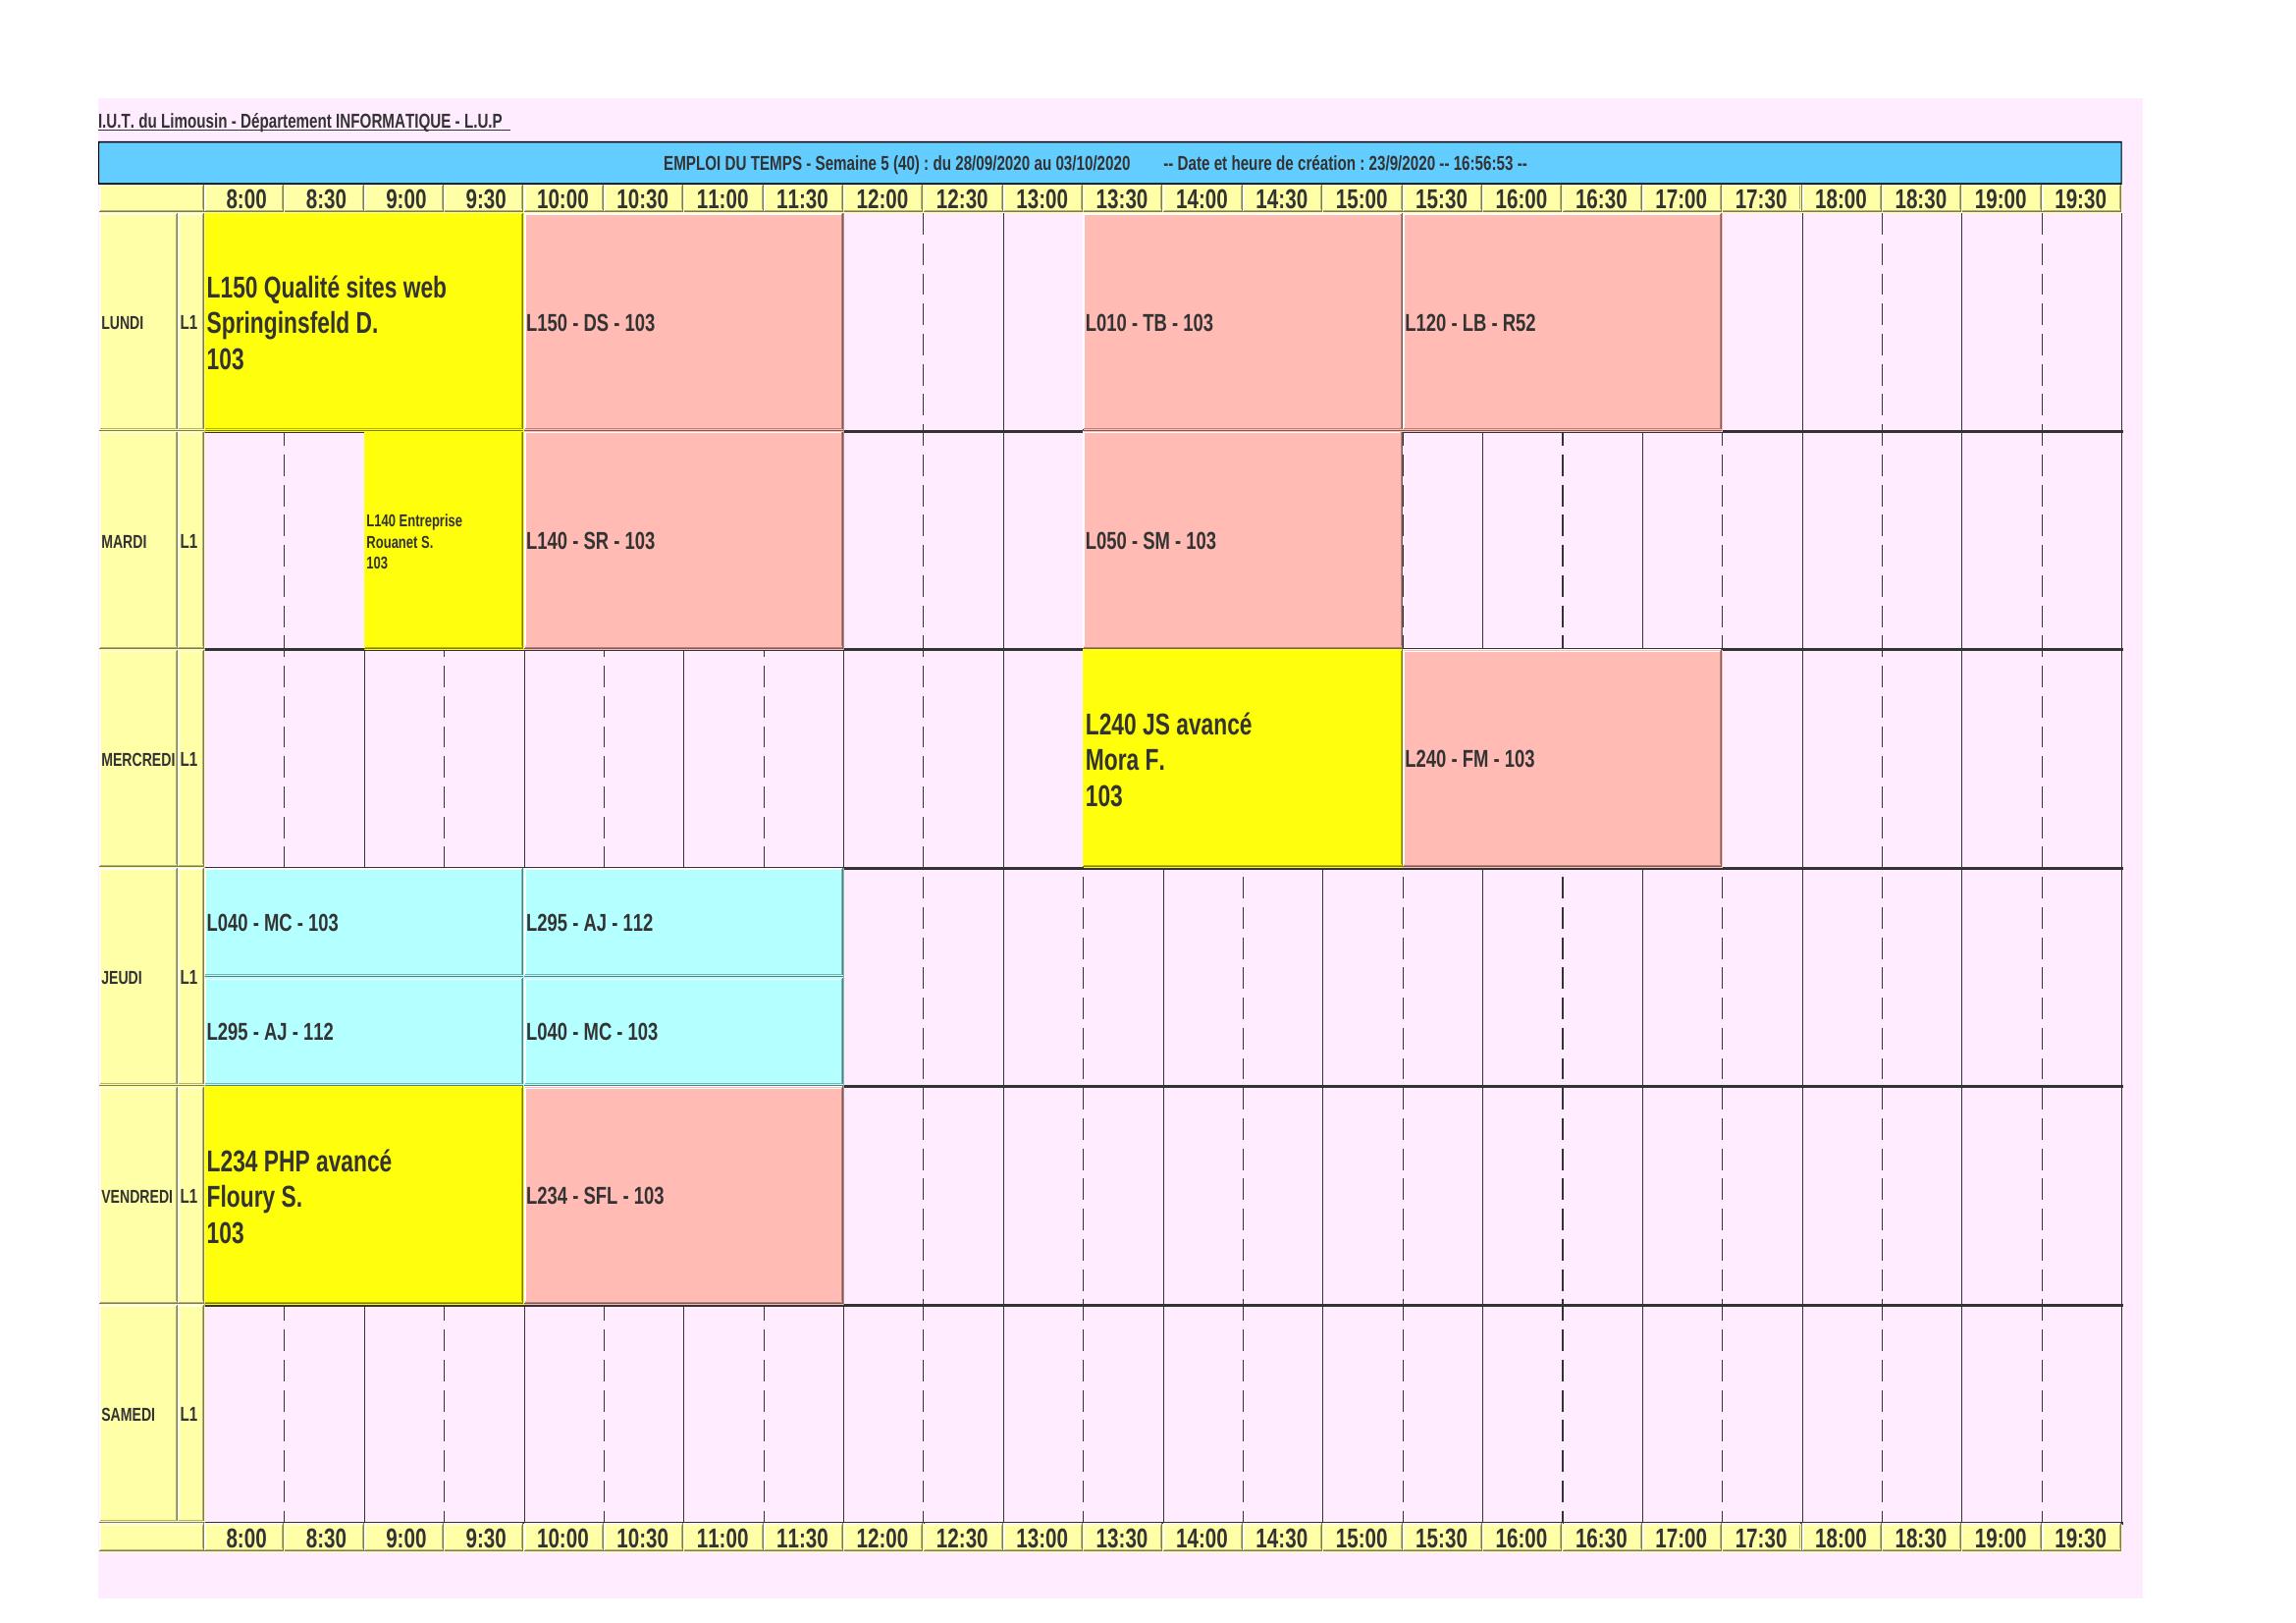 I.U.T. du Limousin - Département INFORMATIQUE - L.U.P
EMPLOI DU TEMPS - Semaine 5 (40) : du 28/09/2020 au 03/10/2020 -- Date et heure de création : 23/9/2020 -- 16:56:53 --
8:00 8:30 9:00 9:30 10:00 10:30 11:00 11:30 12:00 12:30 13:00 13:30 14:00 14:30 15:00 15:30 16:00 16:30 17:00 17:30 18:00 18:30 19:00 19:30
LUNDI L1
L150 Qualité sites web
Springinsfeld D.
103
L150 - DS - 103
L010 - TB - 103
L120 - LB - R52
MARDI L1
L140 Entreprise
Rouanet S.
103
L140 - SR - 103
L050 - SM - 103
MERCREDI L1
L240 JS avancé
Mora F.
103
L240 - FM - 103
JEUDI L1
L040 - MC - 103
L295 - AJ - 112
L295 - AJ - 112
L040 - MC - 103
VENDREDI L1
L234 PHP avancé
Floury S.
103
L234 - SFL - 103
SAMEDI L1
8:00 8:30 9:00 9:30 10:00 10:30 11:00 11:30 12:00 12:30 13:00 13:30 14:00 14:30 15:00 15:30 16:00 16:30 17:00 17:30 18:00 18:30 19:00 19:30